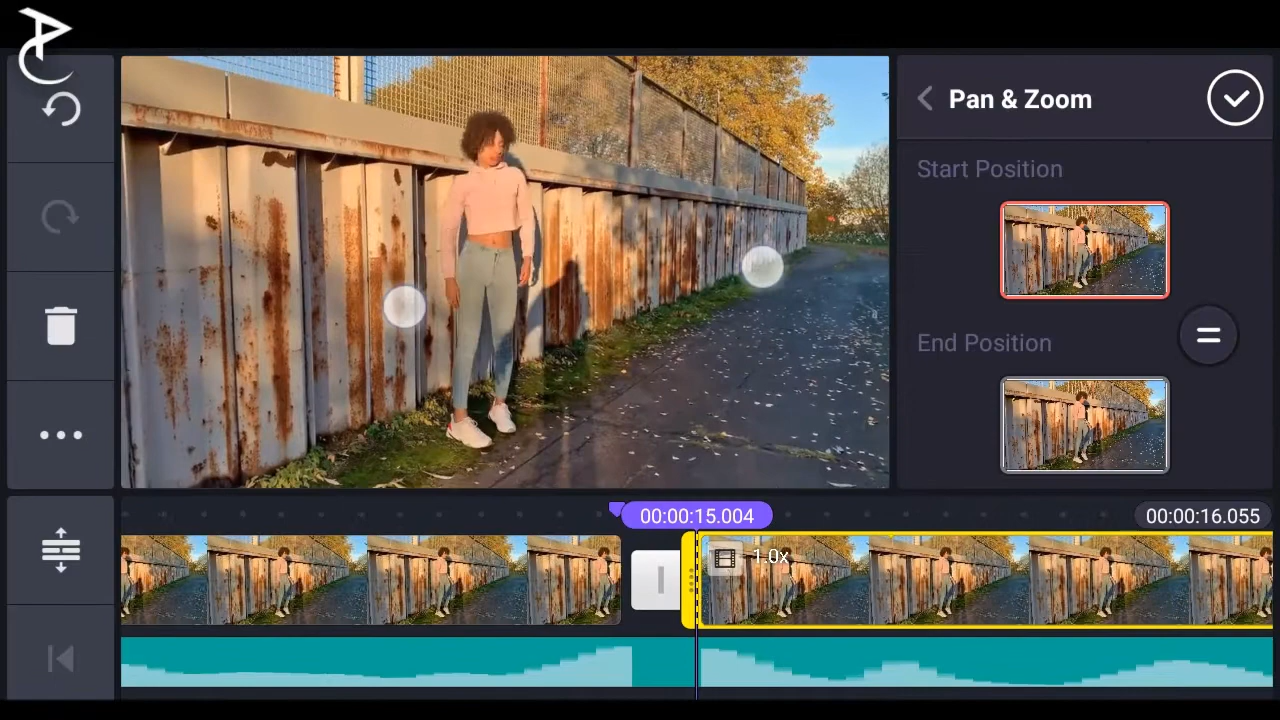 Pan & Zoom
Start Position
End Position
00:00:15.004
00:00:16.055
1.0x